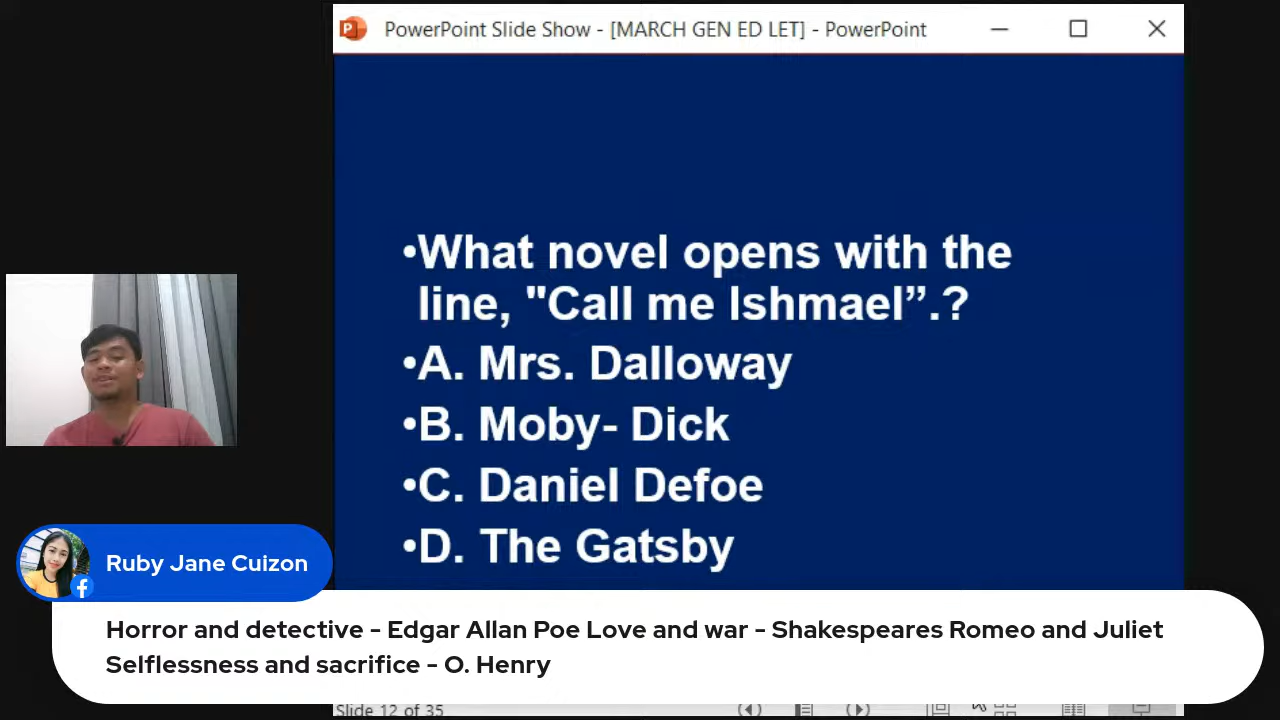 PowerPoint Slide Show - [MARCH GEN ED LET] - PowerPoint
•What novel opens with the
line, "Call me Ishmael”.?
•A. Mrs. Dalloway
•B. Moby- Dick
•C. Daniel Defoe
•D. The Gatsby
Ruby Jane Cuizon
Horror and detective - Edgar Allan Poe Love and war - Shakespeares Romeo and Juliet
Selflessness and sacrifice - O. Henry
Slide 12 of 35